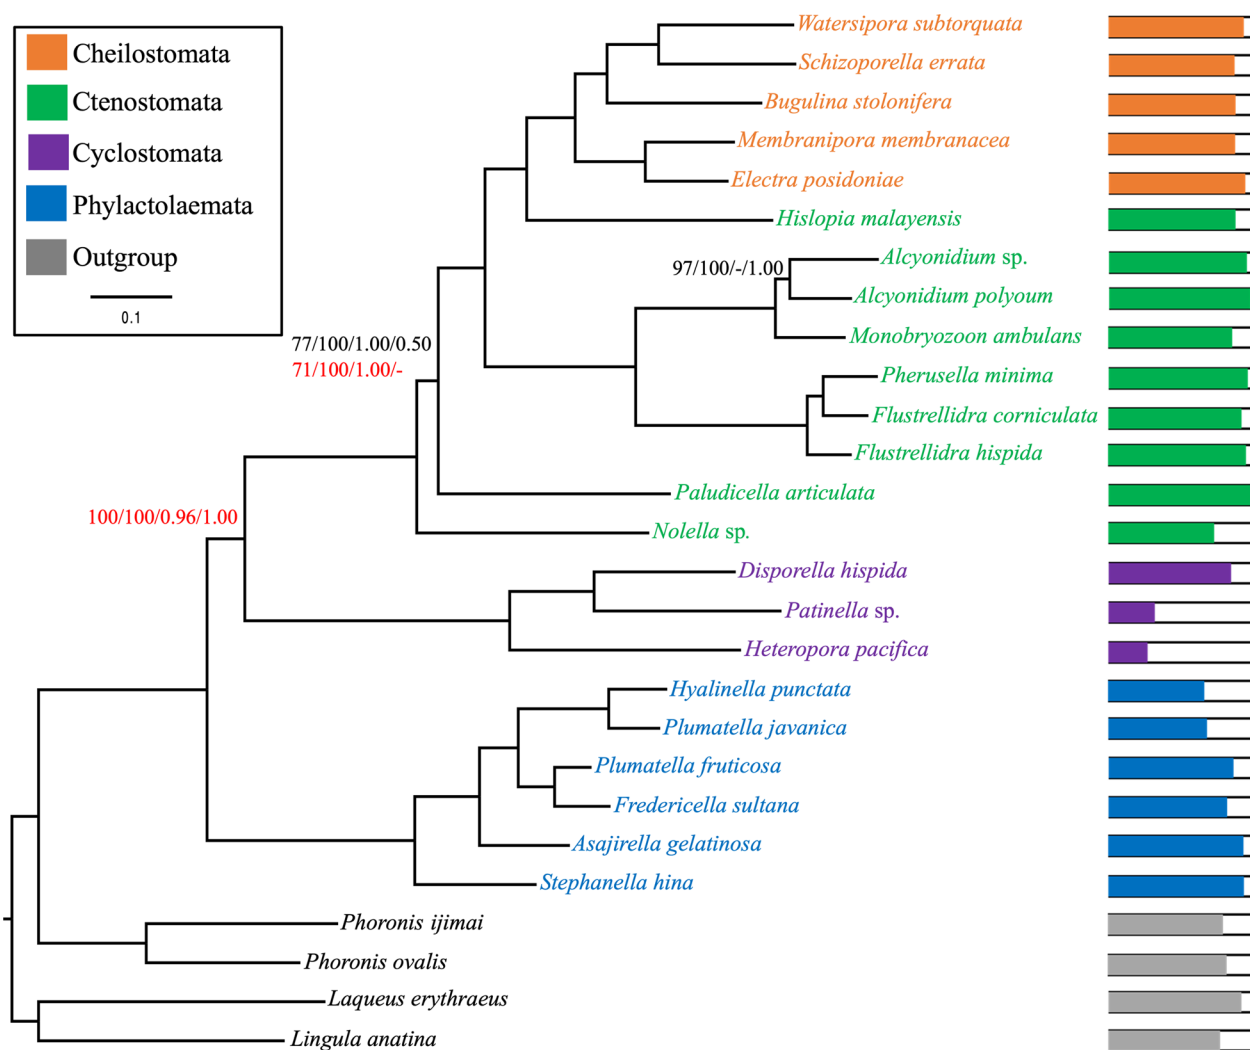 Cheilostomata
Ctenostomata
Cyclostomata
Phylactolaemata
Outgroup
0.1
Watersipora subtorquata
Schizoporella errata
Bugulina stolonifera
Membranipora membranacea
Electra posidoniae
Hislopia malayensis
Alcyonidium sp.
97/100/-/1.00
Alcyonidium polyoum
Monobryozoon ambulans
77/100/1.00/0.50
71/100/1.00/-
Pherusella minima
Flustrellidra corniculata
Flustrellidra hispida
Paludicella articulata
100/100/0.96/1.00
Nolella sp.
Disporella hispida
Patinella sp.
Heteropora pacifica
Hyalinella punctata
Plumatella javanica
Plumatella fruticosa
Fredericella sultana
Asajirella gelatinosa
Stephanella hina
Phoronis ijimai
Phoronis ovalis
Laqueus erythraeus
Lingula anatina